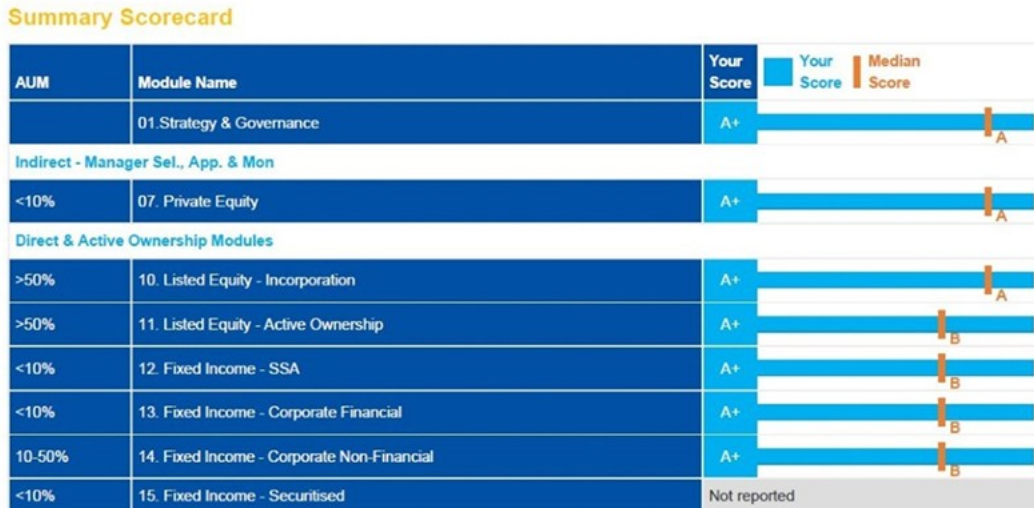 Summary Scorecard
AUM Module Name Your Score Your Score Median Score
01.Strategy & Governance A+ A
Indirect - Manager Sel., App. & Mon
<10% 07. Private Equity A+ A
Direct & Active Ownership Modules
>50% 10. Listed Equity - Incorporation A+ A
>50% 11. Listed Equity - Active Ownership A+ B
<10% 12. Fixed Income - SSA A+ B
<10% 13. Fixed Income - Corporate Financial A+ B
10-50% 14. Fixed Income - Corporate Non-Financial A+ B
<10% 15. Fixed Income - Securitised Not reported